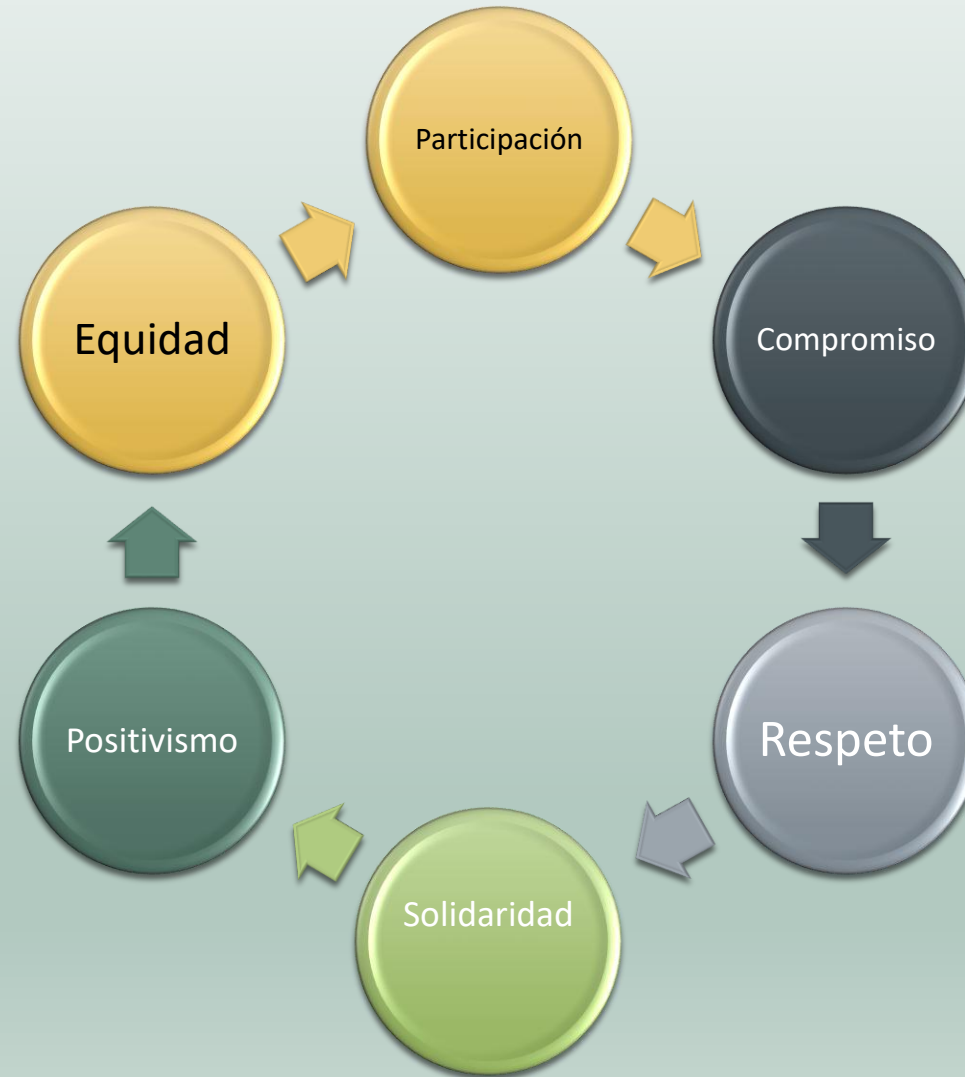 Participación
Compromiso
Respeto
Solidaridad
Positivismo
Equidad